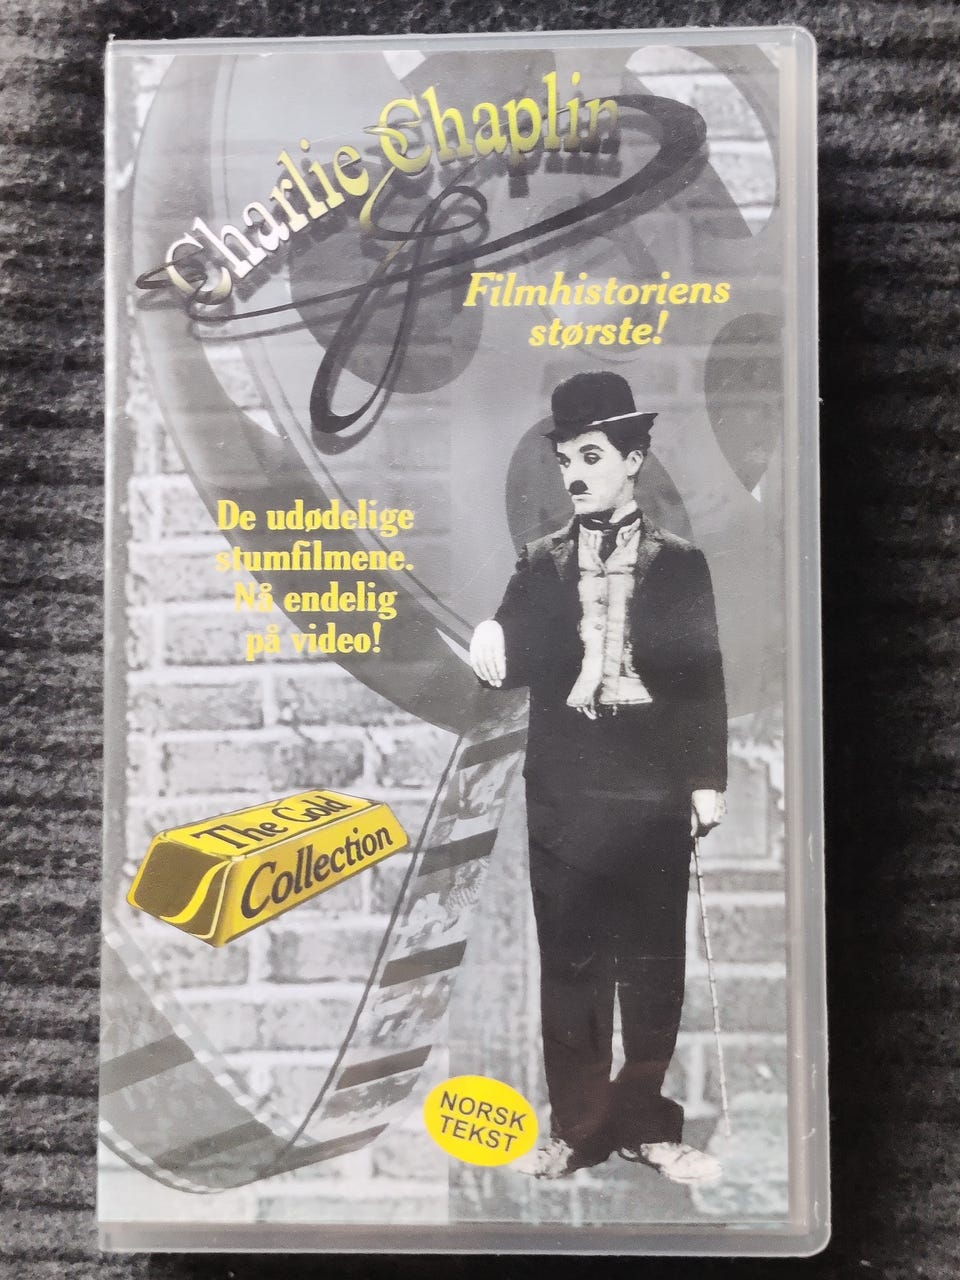 Charlie Chaplin
Filmhistoriens
største!
De udødelige
stumfilmene.
Nå endelig
på video!
The Gold
Collection
NORSK
TEKST